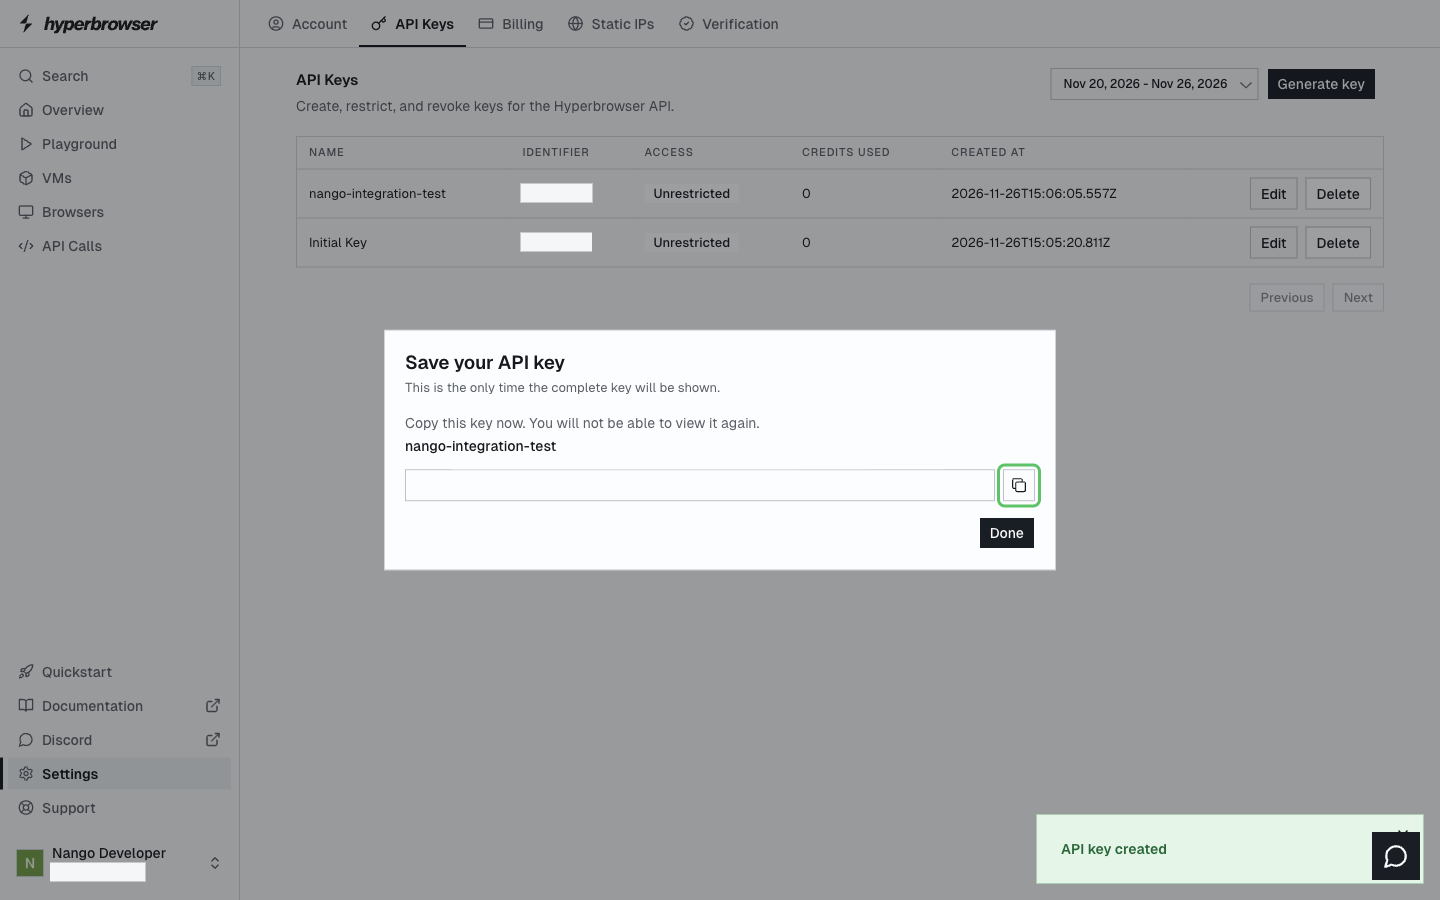 hyperbrowser
Account
API Keys
Billing
Static IPs
Verification
Search
⌘K
Overview
Playground
VMs
Browsers
API Calls
API Keys
Create, restrict, and revoke keys for the Hyperbrowser API.
Nov 20, 2026 - Nov 26, 2026
Generate key
NAME IDENTIFIER ACCESS CREDITS USED CREATED AT
nango-integration-test Unrestricted 0 2026-11-26T15:06:05.557Z Edit Delete
Initial Key Unrestricted 0 2026-11-26T15:05:20.811Z Edit Delete
Previous Next
Save your API key
This is the only time the complete key will be shown.
Copy this key now. You will not be able to view it again.
nango-integration-test
Done
Quickstart
Documentation
Discord
Settings
Support
N
Nango Developer
API key created